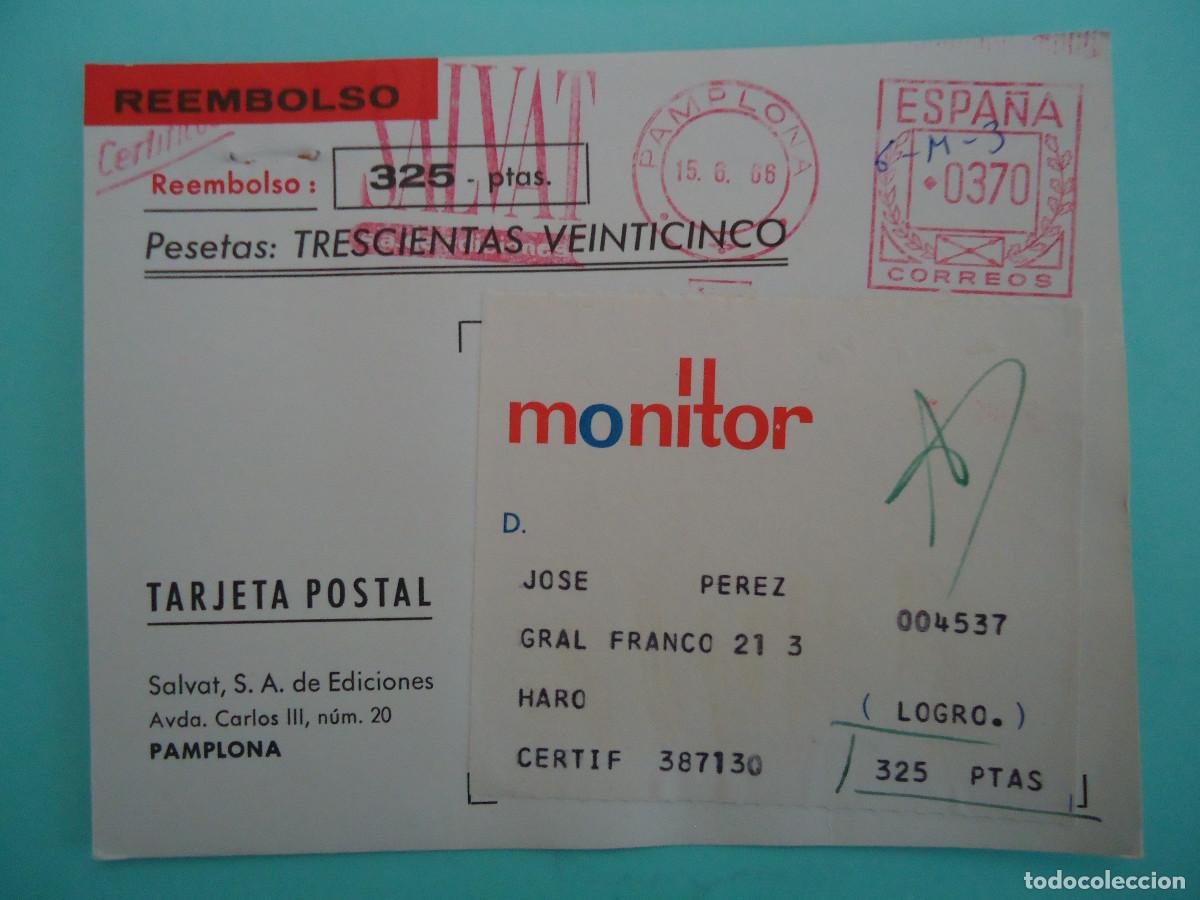 REEMBOLSO
Certificado
SALVAT
Reembolso: 325 - ptas.
Pesetas: TRESCIENTAS VEINTICINCO
PAMPLONA
15. 6. 66
ESPAÑA
6-M-3
0370
CORREOS
monitor
D.
JOSE PEREZ
004537
GRAL FRANCO 21 3
HARO (LOGRO.)
CERTIF 387130
325 PTAS
TARJETA POSTAL
Salvat, S. A. de Ediciones
Avda. Carlos III, núm. 20
PAMPLONA
todocoleccion